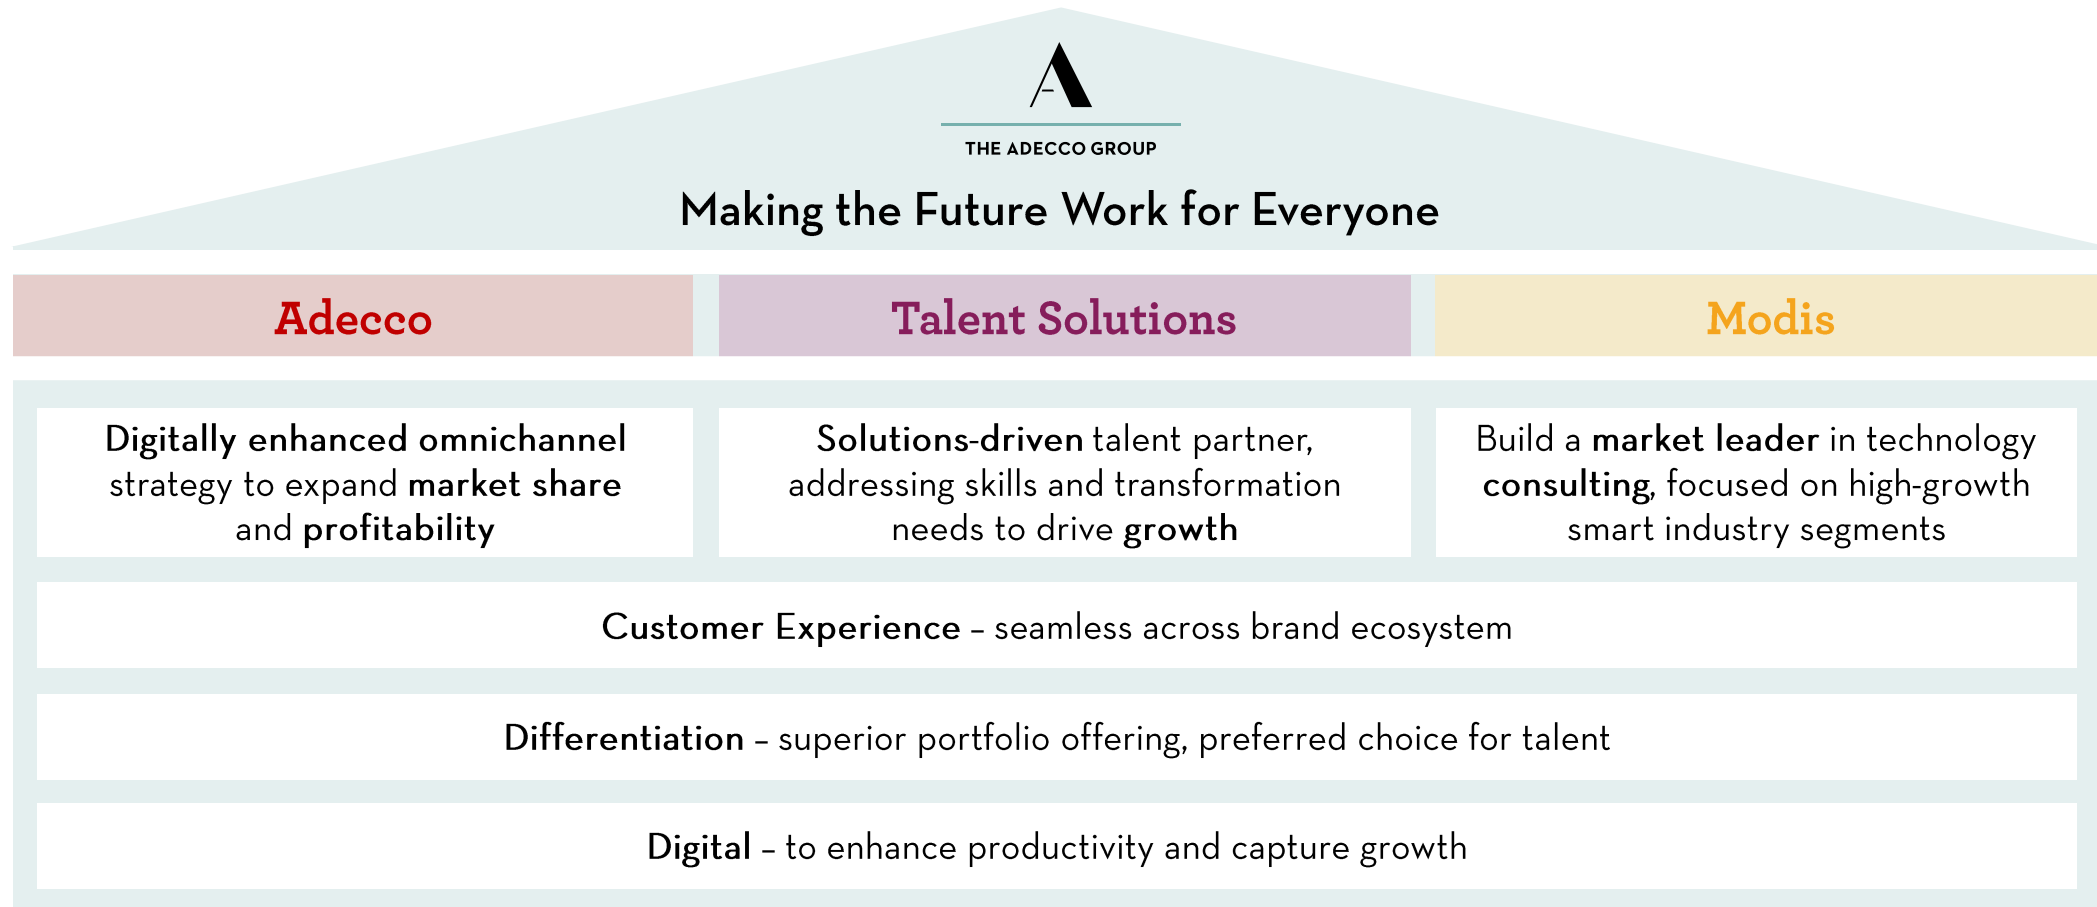 THE ADECCO GROUP
Making the Future Work for Everyone
Adecco
Talent Solutions
Modis
Digitally enhanced omnichannel
strategy to expand market share
and profitability
Solutions-driven talent partner,
addressing skills and transformation
needs to drive growth
Build a market leader in technology
consulting, focused on high-growth
smart industry segments
Customer Experience – seamless across brand ecosystem
Differentiation – superior portfolio offering, preferred choice for talent
Digital – to enhance productivity and capture growth